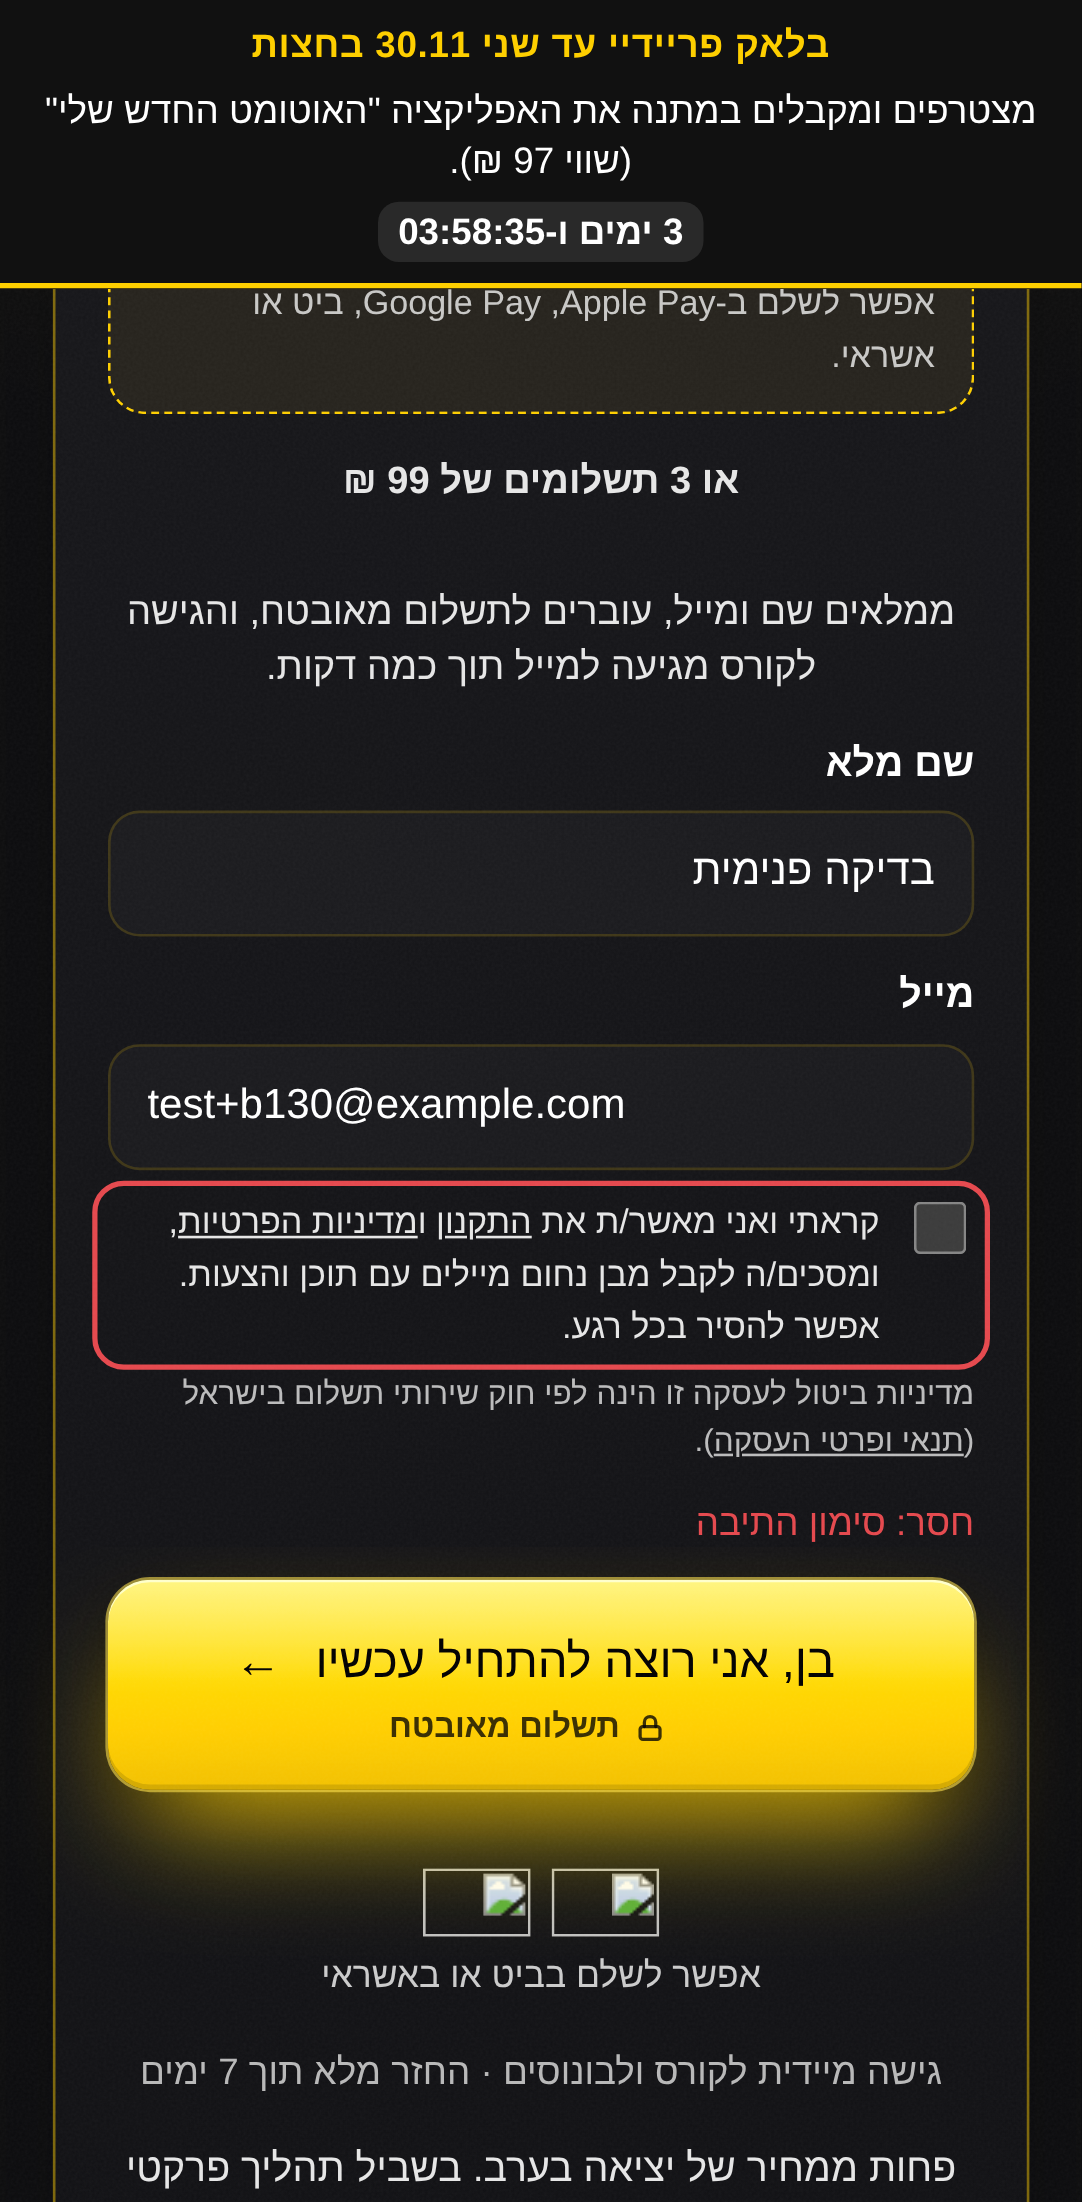 בלאק פריידיי עד שני 30.11 בחצות
מצטרפים ומקבלים במתנה את האפליקציה "האוטומט החדש שלי"
(שווי 97 ₪).
3 ימים ו-03:58:35
אפשר לשלם ב-Google Pay ,Apple Pay, ביט או
אשראי.
או 3 תשלומים של 99 ₪
ממלאים שם ומייל, עוברים לתשלום מאובטח, והגישה
לקורס מגיעה למייל תוך כמה דקות.
שם מלא
בדיקה פנימית
מייל
test+b130@example.com
קראתי ואני מאשר/ת את התקנון ומדיניות הפרטיות,
ומסכים/ה לקבל מבן נחום מיילים עם תוכן והצעות.
אפשר להסיר בכל רגע.
מדיניות ביטול לעסקה זו הינה לפי חוק שירותי תשלום בישראל
(תנאי ופרטי העסקה).
חסר: סימון התיבה
בן, אני רוצה להתחיל עכשיו ←
תשלום מאובטח
אפשר לשלם בביט או באשראי
גישה מיידית לקורס ולבונוסים · החזר מלא תוך 7 ימים
פחות ממחיר של יציאה בערב. בשביל תהליך פרקטי